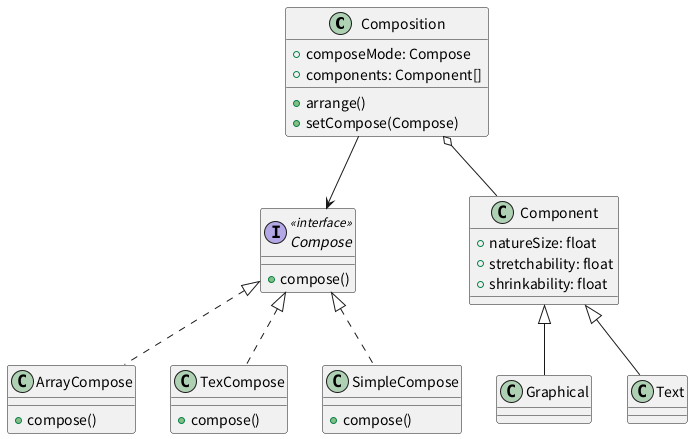 C Composition
+ composeMode: Compose
+ components: Component[]
+ arrange()
+ setCompose(Compose)
I «interface»
Compose
+ compose()
C Component
+ natureSize: float
+ stretchability: float
+ shrinkability: float
C ArrayCompose
+ compose()
C TexCompose
+ compose()
C SimpleCompose
+ compose()
C Graphical
C Text